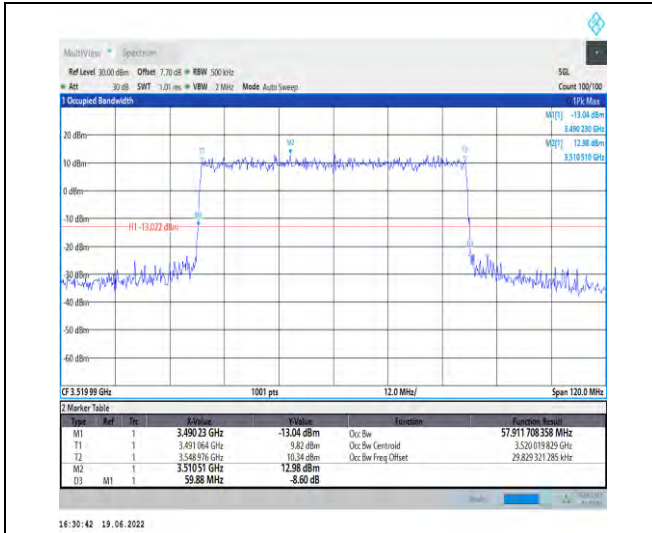 MultiView Spectrum
Ref Level 30.00 dBm Offset 7.70 dB RBW 500 kHz SGL
Att 30 dB SWT 1.01 ms VBW 2 MHz Mode Auto Sweep Count 100/100
1 Occupied Bandwidth 1Pk Max
M1[1] -13.04 dBm
3.490 230 GHz
M2[1] 12.98 dBm
3.510 510 GHz
20 dBm
M2
T1
T2
10 dBm
0 dBm
-10 dBm
M1
H1 -13.022 dBm
-20 dBm
D3
-30 dBm
-40 dBm
-50 dBm
-60 dBm
CF 3.519 99 GHz 1001 pts 12.0 MHz/ Span 120.0 MHz
2 Marker Table
Type Ref Trc X-Value Y-Value Function Function Result
M1 1 3.490 23 GHz -13.04 dBm Occ Bw 57.911 708 358 MHz
T1 1 3.491 064 GHz 9.82 dBm Occ Bw Centroid 3.520 019 829 GHz
T2 1 3.548 976 GHz 10.34 dBm Occ Bw Freq Offset 29.829 321 285 kHz
M2 1 3.510 51 GHz 12.98 dBm
D3 M1 1 59.88 MHz -8.60 dB
16:30:42 19.06.2022